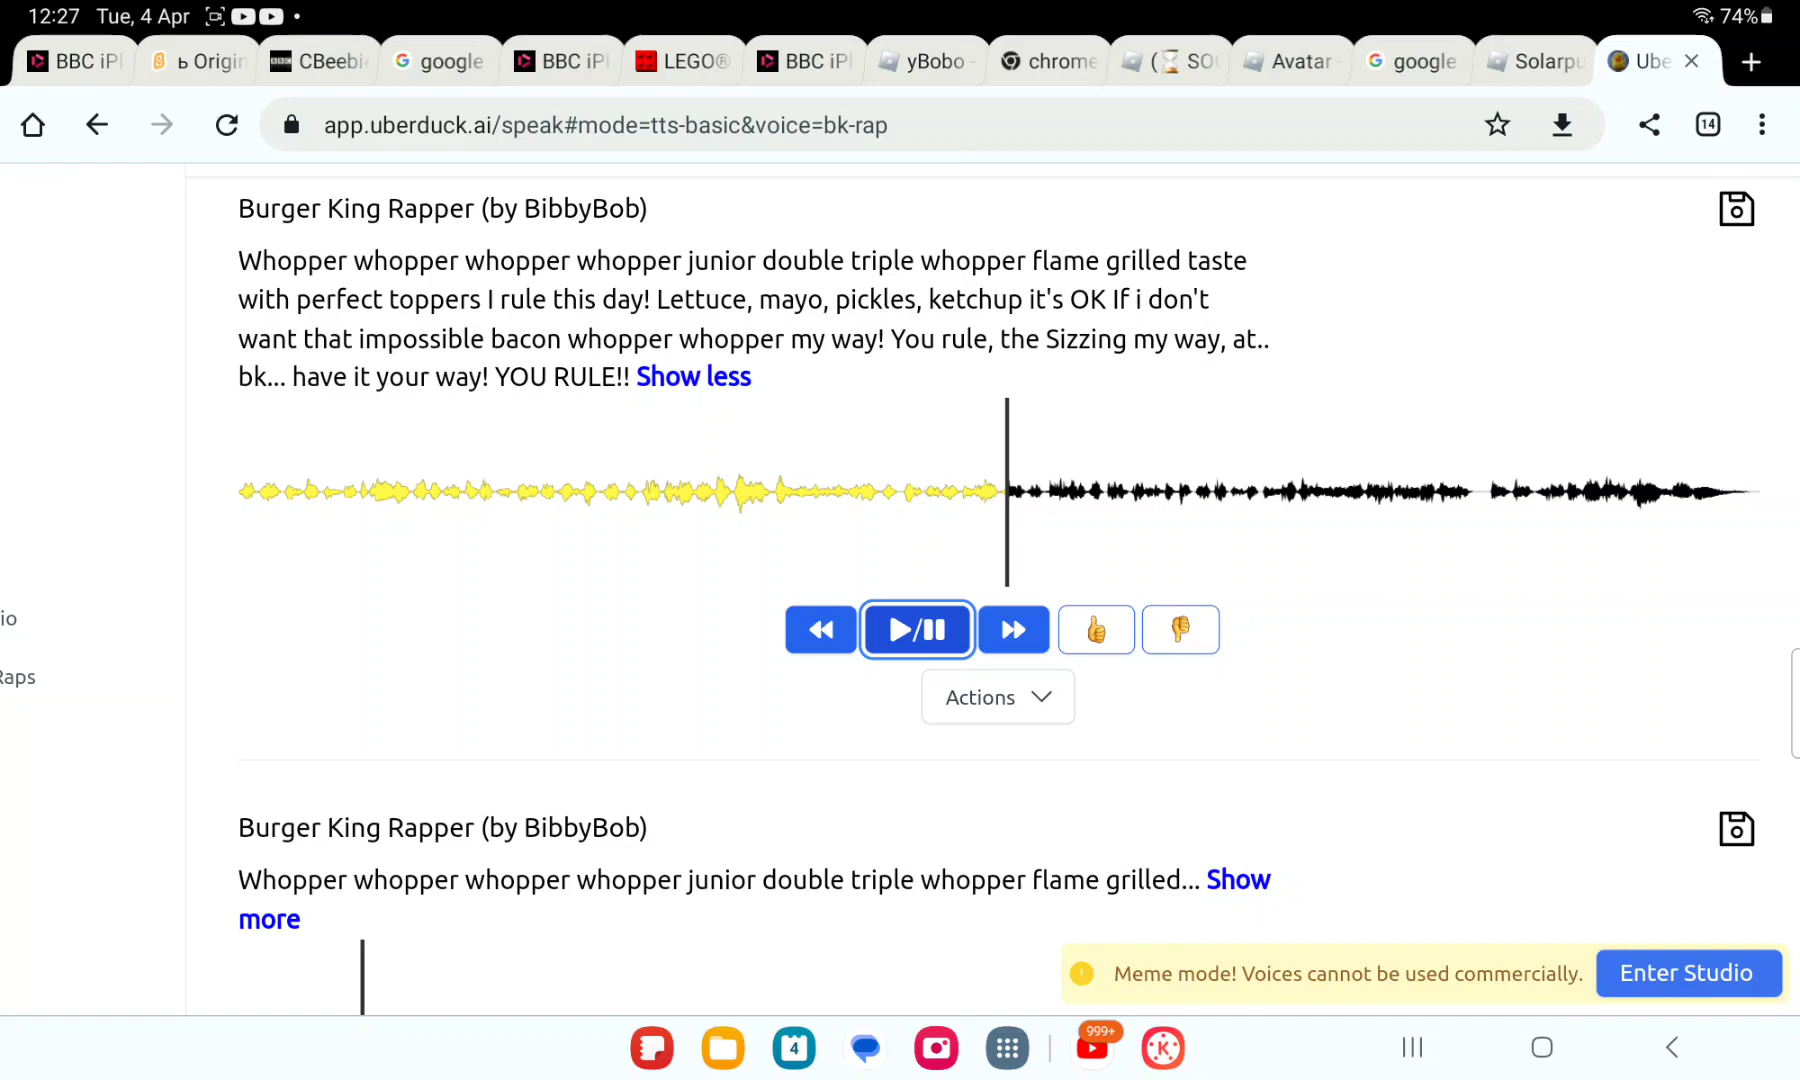 12:27 Tue, 4 Apr
74%
BBC iPl
ь Origin
CBeebi
google
BBC iPl
LEGO®
BBC iPl
yBobo -
chrome
(⏳ SO
Avatar -
google
Solarpu
Ube
app.uberduck.ai/speak#mode=tts-basic&voice=bk-rap
14
Burger King Rapper (by BibbyBob)
Whopper whopper whopper whopper junior double triple whopper flame grilled taste
with perfect toppers I rule this day! Lettuce, mayo, pickles, ketchup it's OK If i don't
want that impossible bacon whopper whopper my way! You rule, the Sizzing my way, at..
bk... have it your way! YOU RULE!! Show less
io
Raps
Actions
Burger King Rapper (by BibbyBob)
Whopper whopper whopper whopper junior double triple whopper flame grilled... Show
more
Meme mode! Voices cannot be used commercially.
Enter Studio
4
999+
K